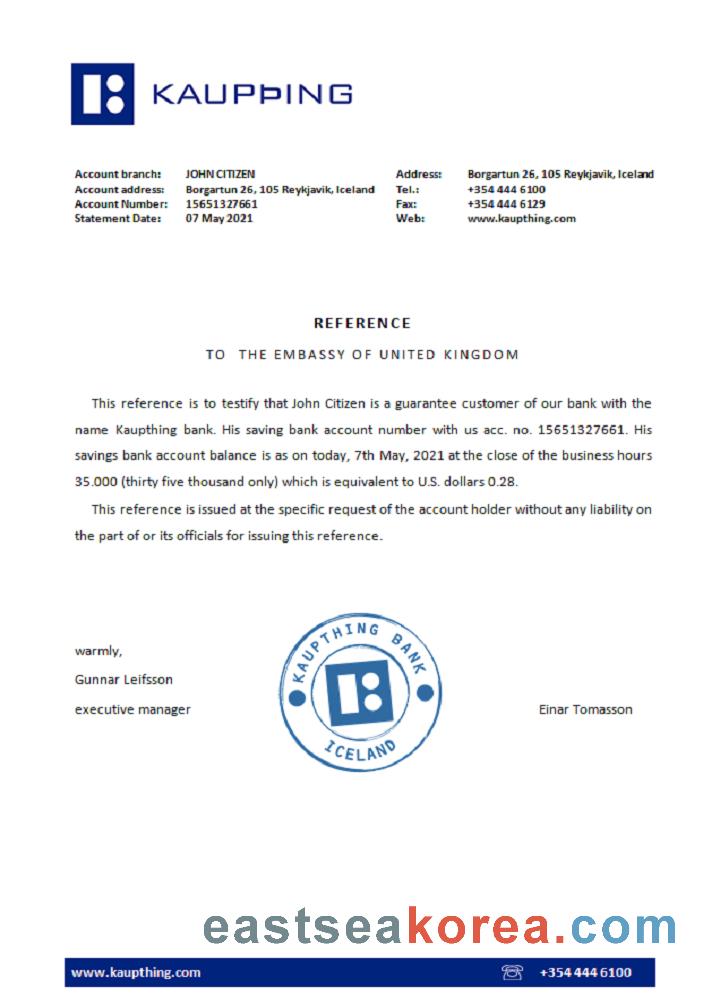 KAUPÞING
Account branch: JOHN CITIZEN Address: Borgartun 26, 105 Reykjavik, Iceland
Account address: Borgartun 26, 105 Reykjavik, Iceland Tel.: +354 444 6100
Account Number: 15651327661 Fax: +354 444 6129
Statement Date: 07 May 2021 Web: www.kaupthing.com
REFERENCE
TO THE EMBASSY OF UNITED KINGDOM
This reference is to testify that John Citizen is a guarantee customer of our bank with the
name Kaupthing bank. His saving bank account number with us acc. no. 15651327661. His
savings bank account balance is as on today, 7th May, 2021 at the close of the business hours
35.000 (thirty five thousand only) which is equivalent to U.S. dollars 0.28.
This reference is issued at the specific request of the account holder without any liability on
the part of or its officials for issuing this reference.
warmly,
Gunnar Leifsson
executive manager
KAUPTHING BANK
ICELAND
Einar Tomasson
eastseakorea.com
www.kaupthing.com +354 444 6100